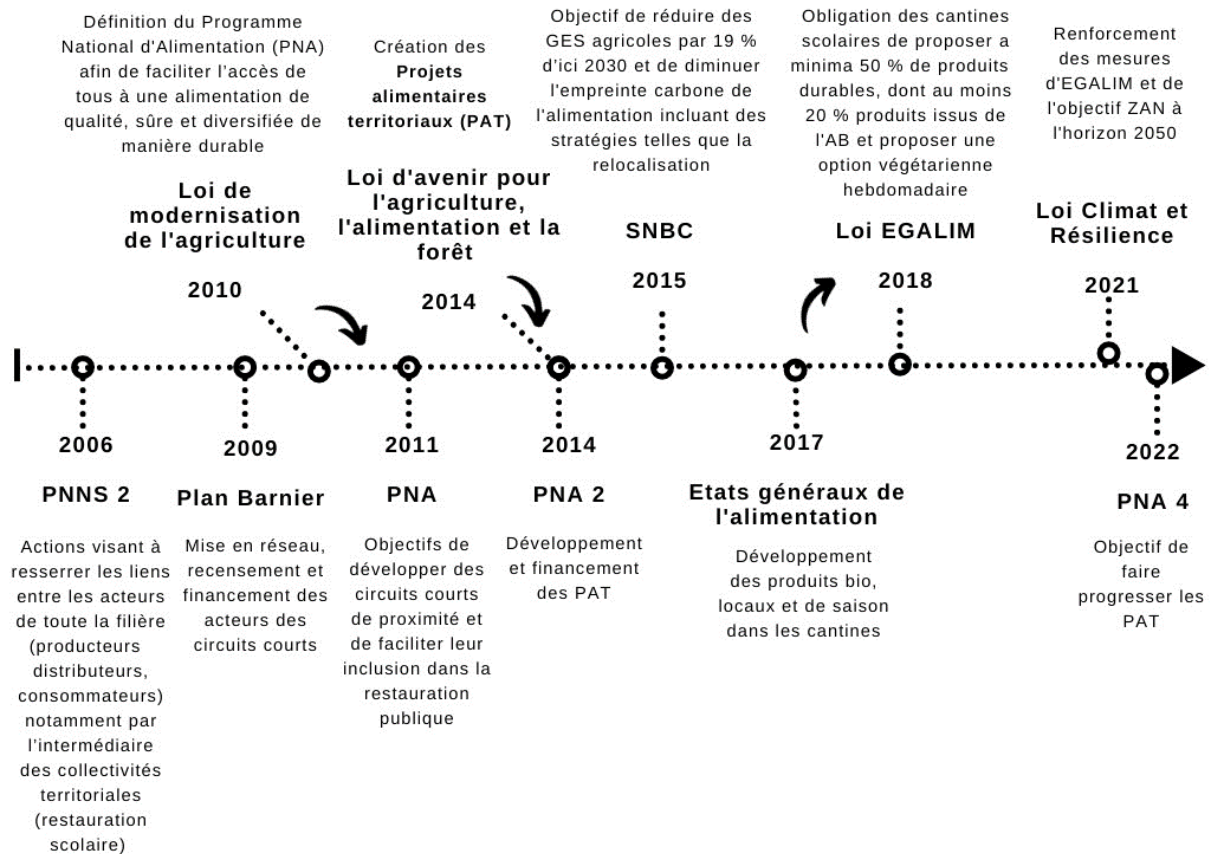 Définition du Programme
National d'Alimentation (PNA)
afin de faciliter l'accès de
tous à une alimentation de
qualité, sûre et diversifiée de
manière durable
Loi de
modernisation
de l'agriculture
2010
Création des
Projets
alimentaires
territoriaux (PAT)
Loi d'avenir pour
l'agriculture,
l'alimentation et la
forêt
2014
Objectif de réduire des
GES agricoles par 19 %
d'ici 2030 et de diminuer
l'empreinte carbone de
l'alimentation incluant des
stratégies telles que la
relocalisation
SNBC
2015
Obligation des cantines
scolaires de proposer a
minima 50 % de produits
durables, dont au moins
20 % produits issus de
l'AB et proposer une
option végétarienne
hebdomadaire
Loi EGALIM
2018
Renforcement
des mesures
d'EGALIM et de
l'objectif ZAN à
l'horizon 2050
Loi Climat et
Résilience
2021
2006
PNNS 2
Actions visant à
resserrer les liens
entre les acteurs
de toute la filière
(producteurs
distributeurs,
consommateurs)
notamment par
l'intermédiaire
des collectivités
territoriales
(restauration
scolaire)
2009
Plan Barnier
Mise en réseau,
recensement et
financement des
acteurs des
circuits courts
2011
PNA
Objectifs de
développer des
circuits courts
de proximité et
de faciliter leur
inclusion dans la
restauration
publique
2014
PNA 2
Développement
et financement
des PAT
2017
Etats généraux de
l'alimentation
Développement
des produits bio,
locaux et de saison
dans les cantines
2022
PNA 4
Objectif de
faire
progresser les
PAT